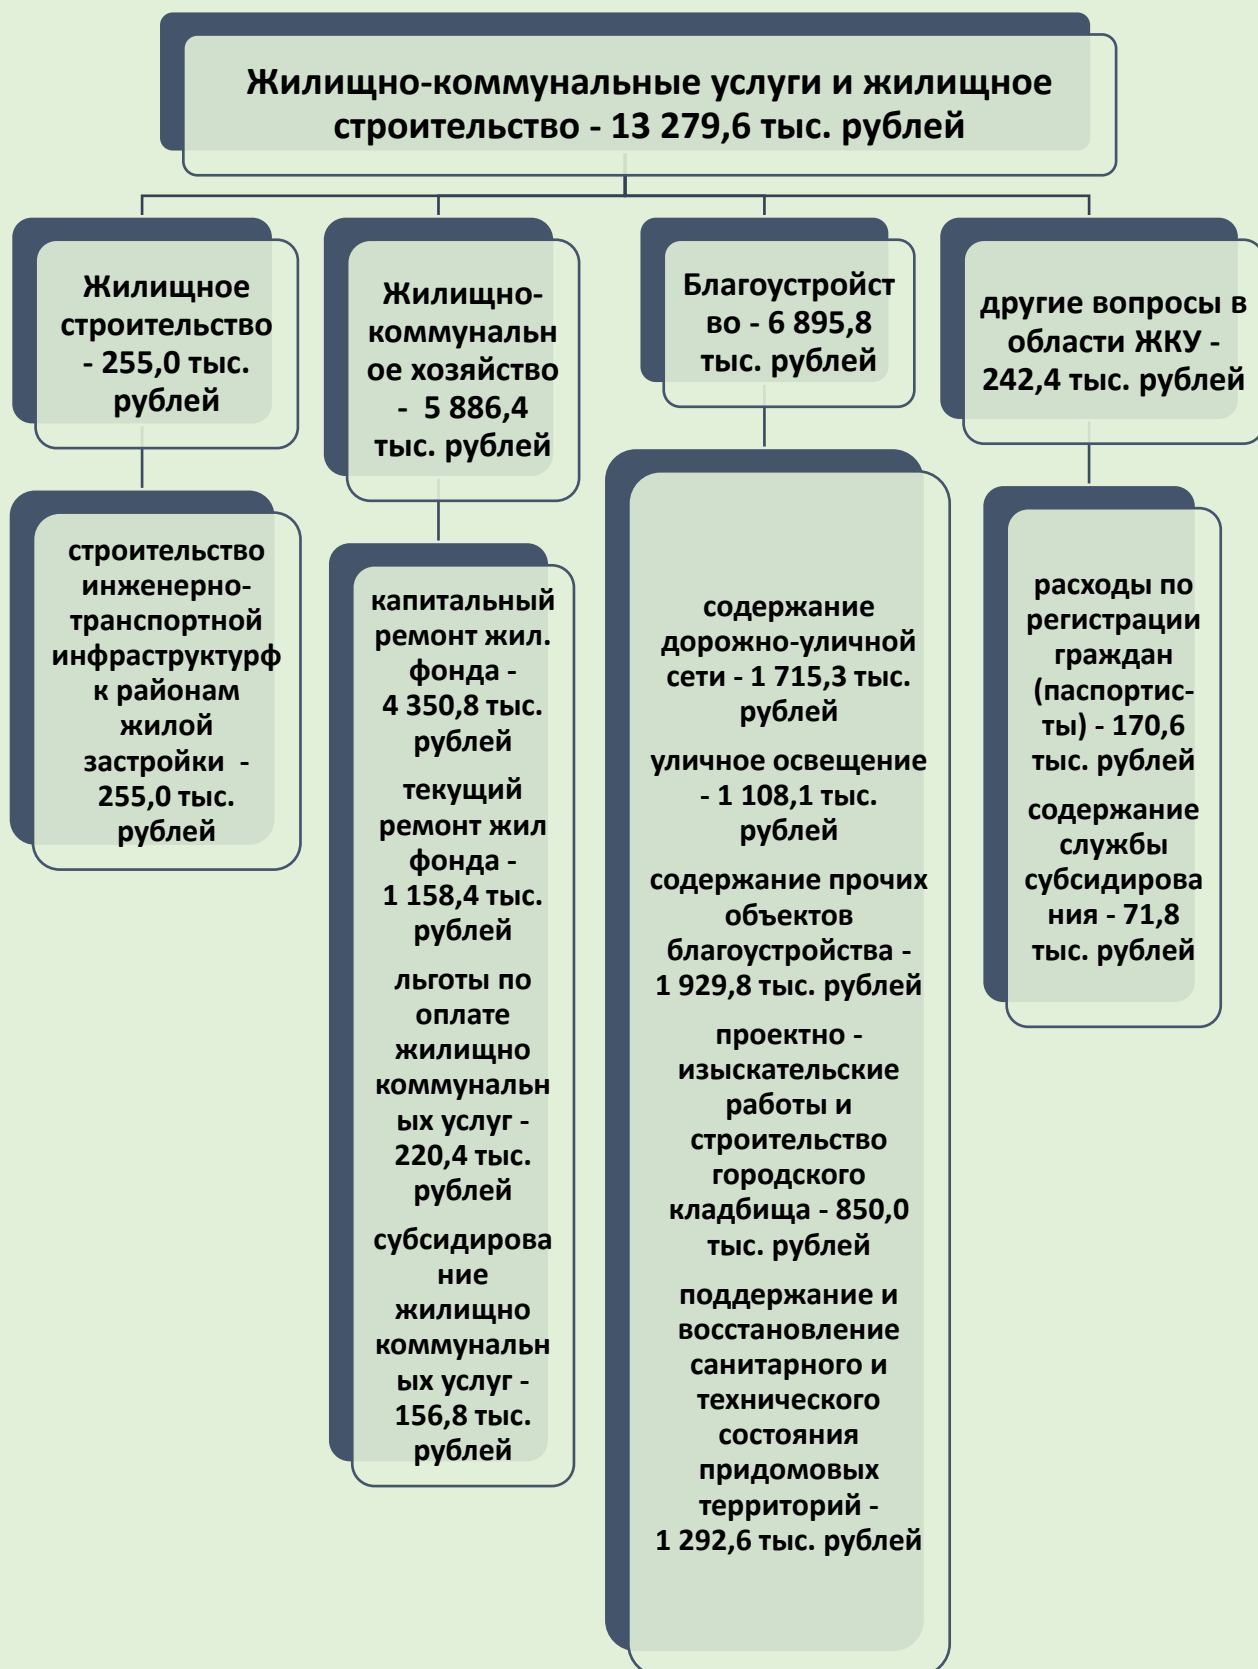 Жилищно-коммунальные услуги и жилищное
строительство - 13 279,6 тыс. рублей
Жилищное
строительство
- 255,0 тыс.
рублей
Жилищно-
коммунальн
ое хозяйство
- 5 886,4
тыс. рублей
Благоустройст
во - 6 895,8
тыс. рублей
другие вопросы в
области ЖКУ -
242,4 тыс. рублей
строительство
инженерно-
транспортной
инфраструктурф
к районам
жилой
застройки -
255,0 тыс.
рублей
капитальный
ремонт жил.
фонда -
4 350,8 тыс.
рублей
текущий
ремонт жил
фонда -
1 158,4 тыс.
рублей
льготы по
оплате
жилищно
коммунальн
ых услуг -
220,4 тыс.
рублей
субсидирова
ние
жилищно
коммунальн
ых услуг -
156,8 тыс.
рублей
содержание
дорожно-уличной
сети - 1 715,3 тыс.
рублей
уличное освещение
- 1 108,1 тыс.
рублей
содержание прочих
объектов
благоустройства -
1 929,8 тыс. рублей
проектно -
изыскательские
работы и
строительство
городского
кладбища - 850,0
тыс. рублей
поддержание и
восстановление
санитарного и
технического
состояния
придомовых
территорий -
1 292,6 тыс. рублей
расходы по
регистрации
граждан
(паспортис-
ты) - 170,6
тыс. рублей
содержание
службы
субсидирова
ния - 71,8
тыс. рублей